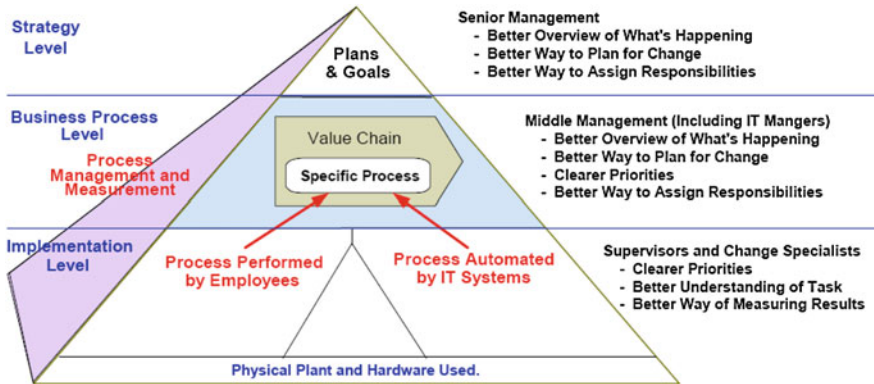 Strategy
Level
Plans
& Goals
Senior Management
- Better Overview of What's Happening
- Better Way to Plan for Change
- Better Way to Assign Responsibilities
Business Process
Level
Process
Management and
Measurement
Value Chain
Specific Process
Middle Management (Including IT Mangers)
- Better Overview of What's Happening
- Better Way to Plan for Change
- Clearer Priorities
- Better Way to Assign Responsibilities
Implementation
Level
Process Performed
by Employees
Process Automated
by IT Systems
Supervisors and Change Specialists
- Clearer Priorities
- Better Understanding of Task
- Better Way of Measuring Results
Physical Plant and Hardware Used.